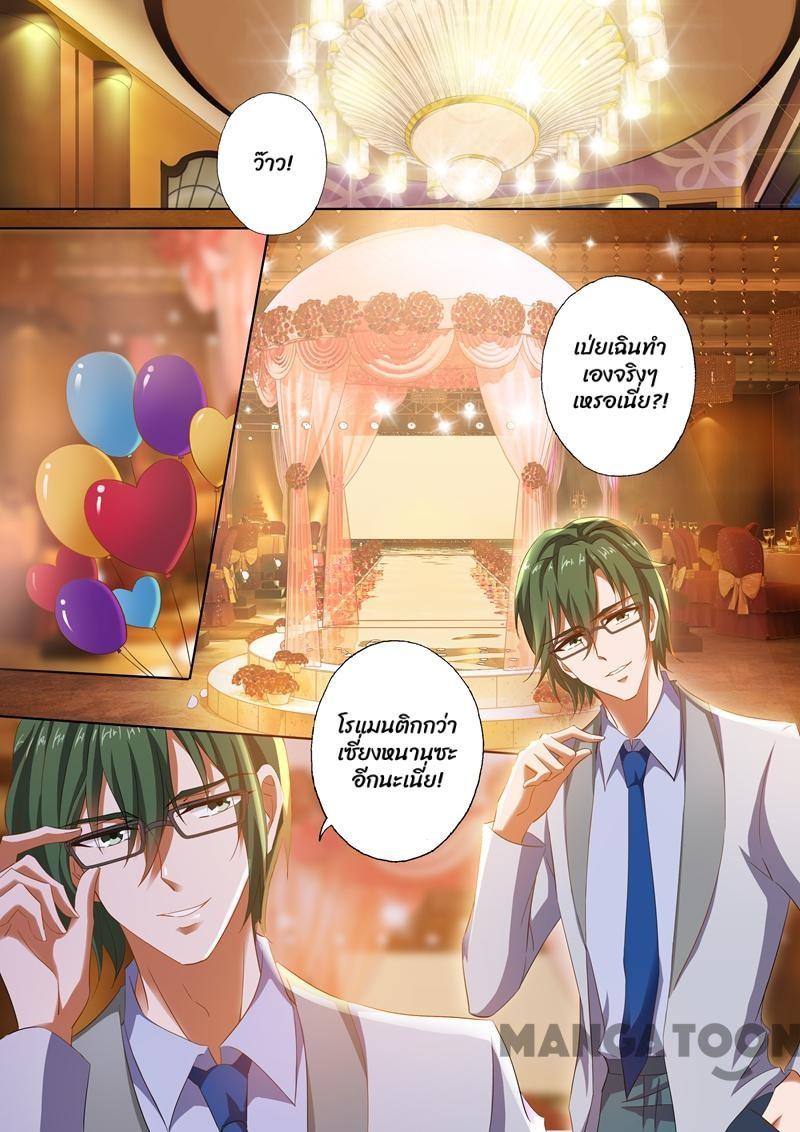 ว๊าว!
เป่ยเฉินทำ
เองจริงๆ
เหรอเนี่ย?!
โรแมนติกกว่า
เซี่ยงหนานซะ
อีกนะเนี่ย!
MANGATOON